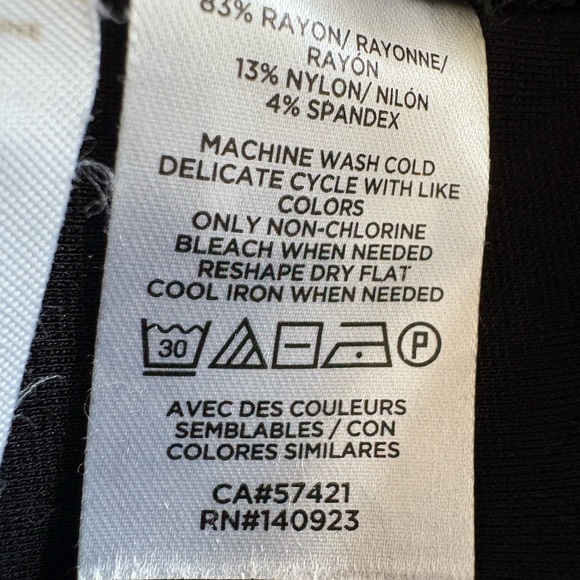 83% RAYON/ RAYONNE/
RAYÓN
13% NYLON/ NILÓN
4% SPANDEX
MACHINE WASH COLD
DELICATE CYCLE WITH LIKE
COLORS
ONLY NON-CHLORINE
BLEACH WHEN NEEDED
RESHAPE DRY FLAT
COOL IRON WHEN NEEDED
30 P
AVEC DES COULEURS
SEMBLABLES / CON
COLORES SIMILARES
CA#57421
RN#140923